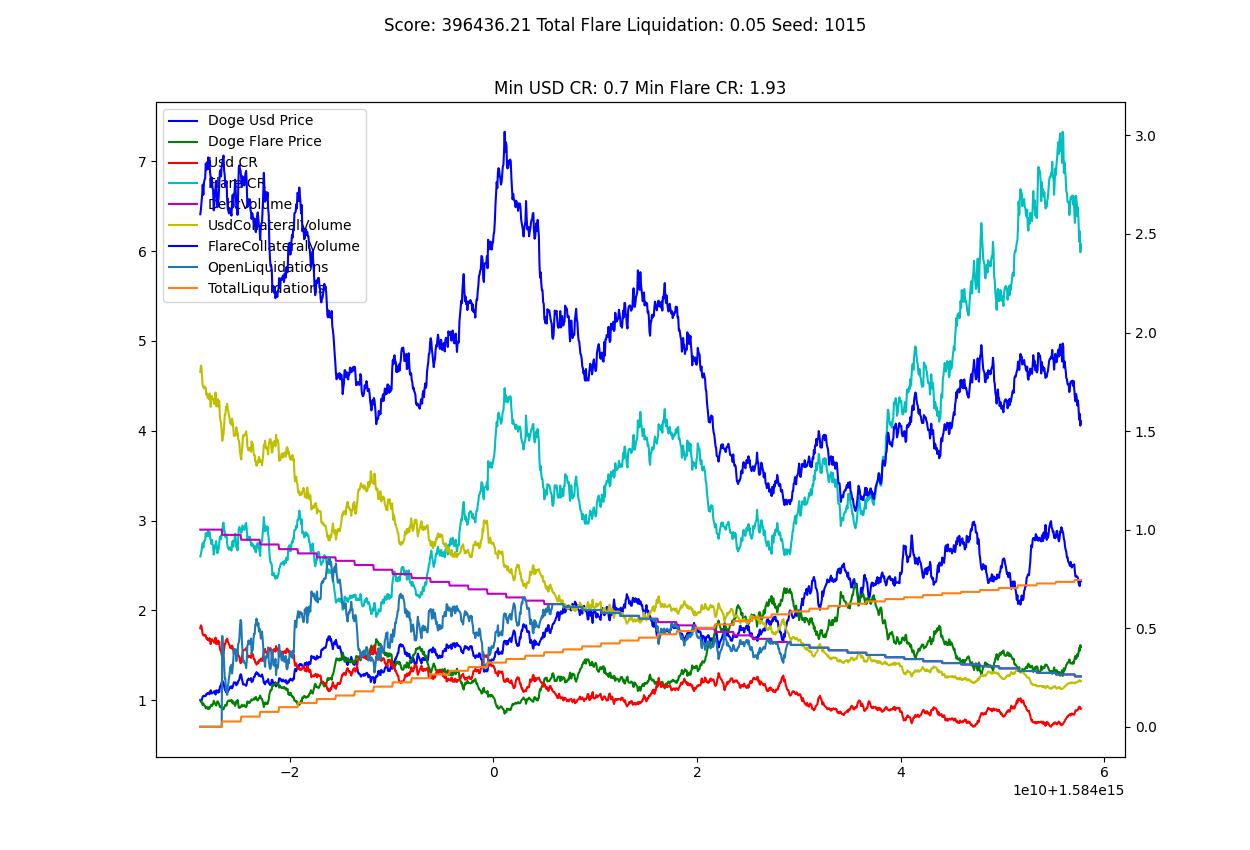 Score: 396436.21 Total Flare Liquidation: 0.05 Seed: 1015
Min USD CR: 0.7 Min Flare CR: 1.93
Doge Usd Price
Doge Flare Price
Usd CR
Flare CR
DebtVolume
UsdCollateralVolume
FlareCollateralVolume
OpenLiquidations
TotalLiquidations
7
6
5
4
3
2
1
3.0
2.5
2.0
1.5
1.0
0.5
0.0
−2
0
2
4
6
1e10+1.584e15